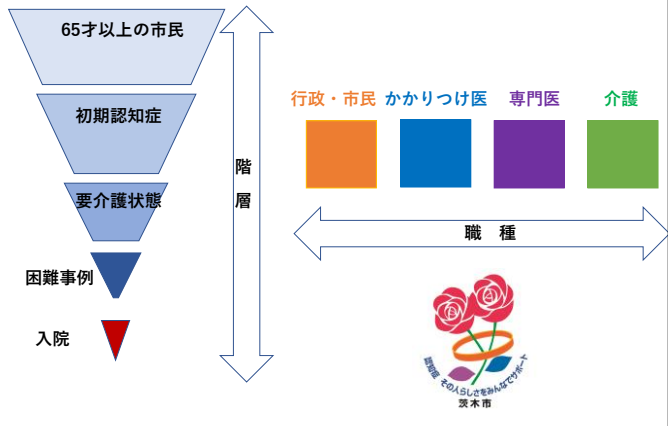 65才以上の市民
初期認知症
要介護状態
困難事例
入院
階
層
行政・市民
かかりつけ医
専門医
介護
職 種
認知症 その人らしさをみんなでサポート
茨木市